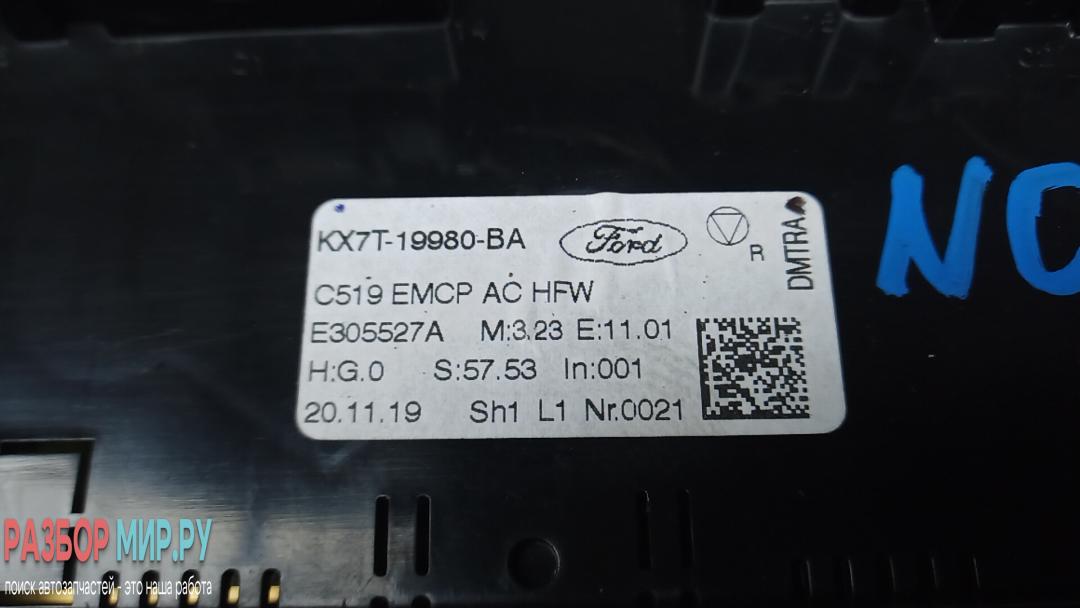 KX7T-19980-BA Ford R DMTRA
C519 EMCP AC HFW
E305527A M:3.23 E:11.01
H:G.0 S:57.53 In:001
20.11.19 Sh1 L1 Nr.0021
NC
РАЗБОР МИР.РУ
поиск автозапчастей - это наша работа